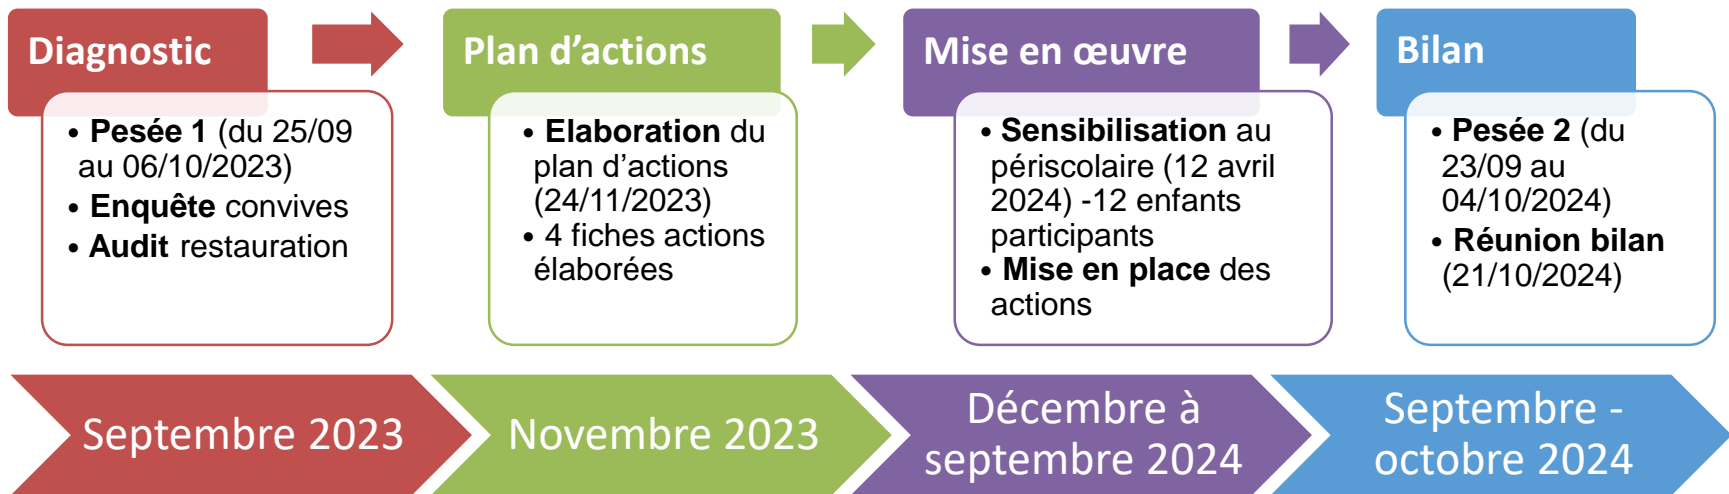 Diagnostic
• Pesée 1 (du 25/09
au 06/10/2023)
• Enquête convives
• Audit restauration
Plan d’actions
• Elaboration du
plan d’actions
(24/11/2023)
• 4 fiches actions
élaborées
Mise en œuvre
• Sensibilisation au
périscolaire (12 avril
2024) -12 enfants
participants
• Mise en place des
actions
Bilan
• Pesée 2 (du
23/09 au
04/10/2024)
• Réunion bilan
(21/10/2024)
Septembre 2023
Novembre 2023
Décembre à
septembre 2024
Septembre -
octobre 2024